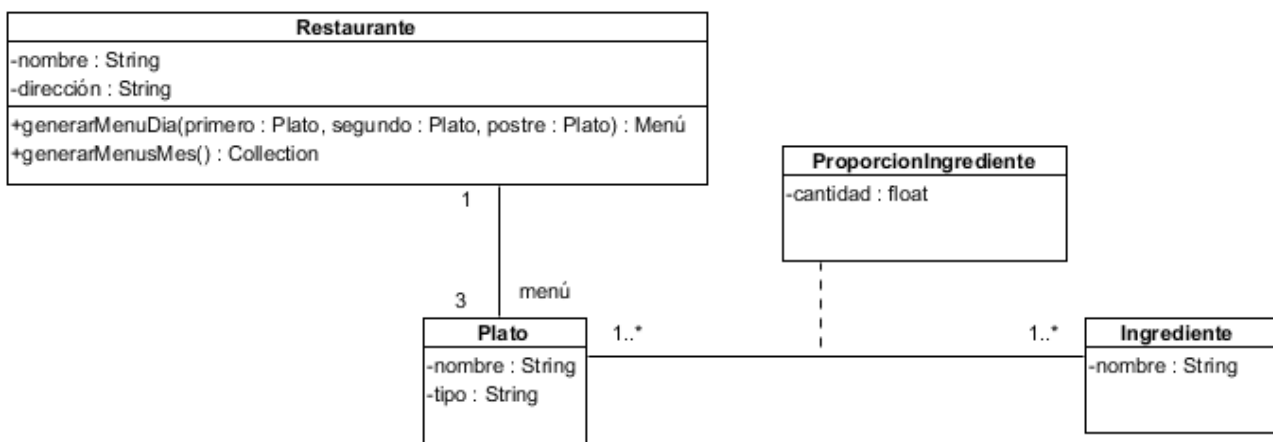 Restaurante
-nombre : String
-dirección : String
+generarMenuDia(primero : Plato, segundo : Plato, postre : Plato) : Menú
+generarMenusMes() : Collection
ProporcionIngrediente
-cantidad : float
1
3
menú
Plato
-nombre : String
-tipo : String
1..*
1..*
Ingrediente
-nombre : String